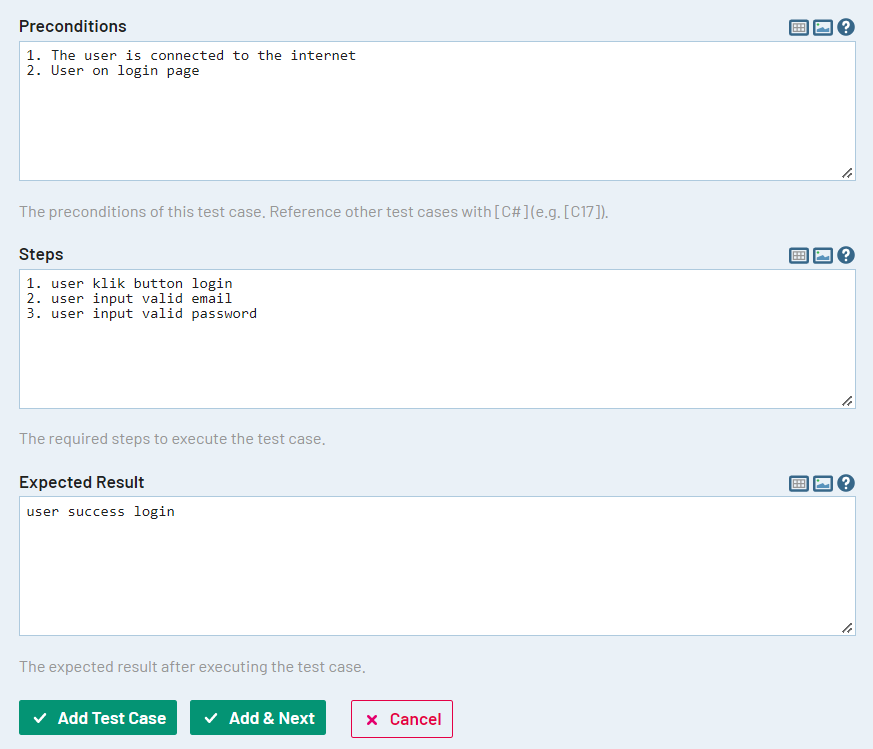 Preconditions
1. The user is connected to the internet
2. User on login page
The preconditions of this test case. Reference other test cases with [C#] (e.g. [C17]).
Steps
1. user klik button login
2. user input valid email
3. user input valid password
The required steps to execute the test case.
Expected Result
user success login
The expected result after executing the test case.
Add Test Case Add & Next Cancel